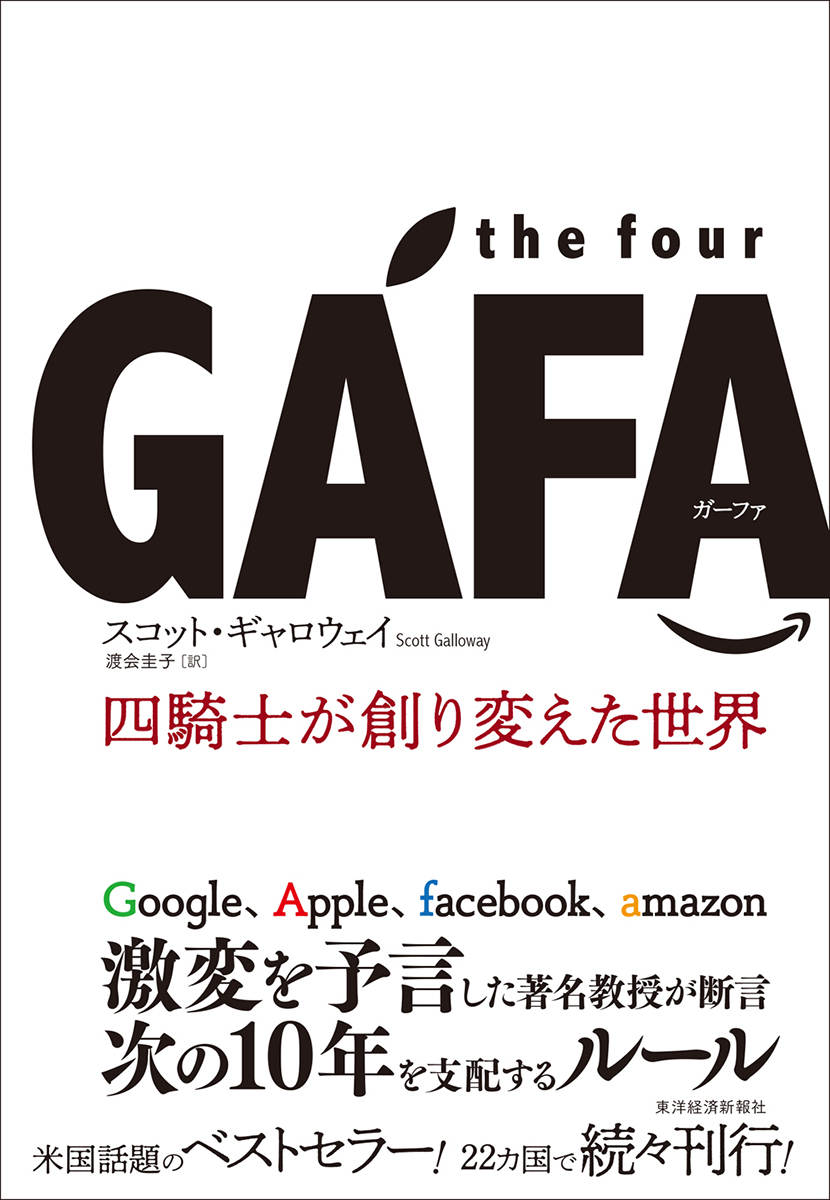 the four
GAFA
ガーファ
スコット・ギャロウェイ Scott Galloway
渡会圭子［訳］
四騎士が創り変えた世界
Google、Apple、facebook、amazon
激変を予言した著名教授が断言
次の10年を支配するルール
東洋経済新報社
米国話題のベストセラー! 22カ国で続々刊行!